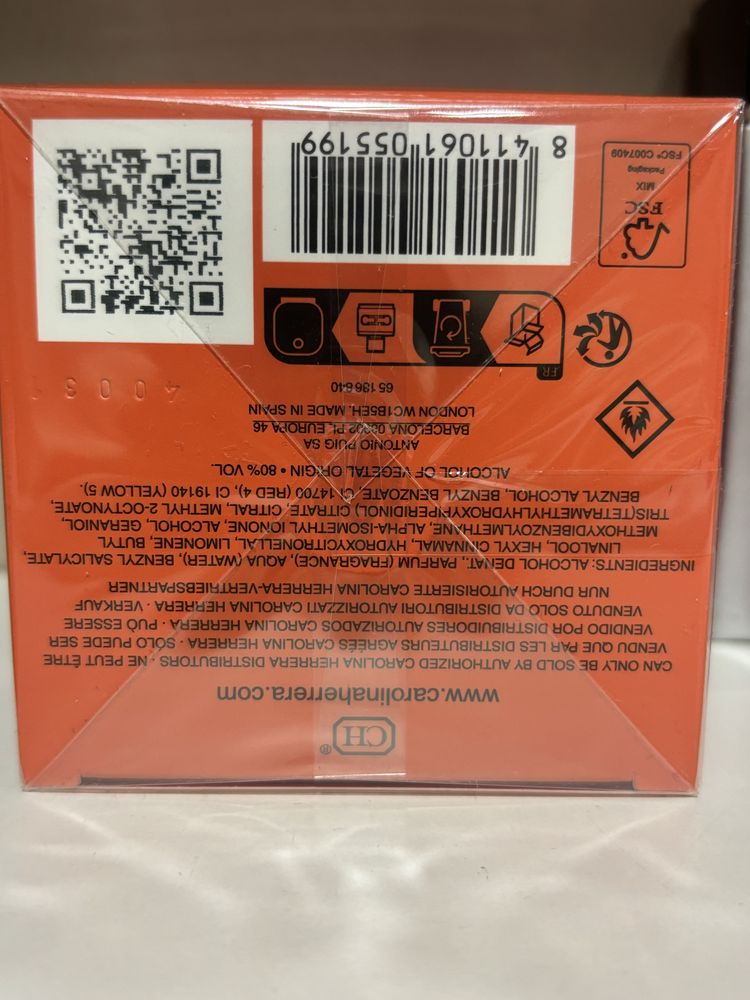 CH®
www.carolinaherrera.com
CAN ONLY BE SOLD BY AUTHORIZED CAROLINA HERRERA DISTRIBUTORS · NE PEUT ÊTRE
VENDU QUE PAR LES DISTRIBUTEURS AGRÉÉS CAROLINA HERRERA · SOLO PUEDE SER
VENDIDO POR DISTRIBUIDORES AUTORIZADOS CAROLINA HERRERA · PUÒ ESSERE
VENDUTO SOLO DA DISTRIBUTORI AUTORIZZATI CAROLINA HERRERA · VERKAUF
NUR DURCH AUTORISIERTE CAROLINA HERRERA-VERTRIEBSPARTNER
INGREDIENTS: ALCOHOL DENAT., PARFUM (FRAGRANCE), AQUA (WATER), BENZYL SALICYLATE,
LINALOOL, HEXYL CINNAMAL, HYDROXYCITRONELLAL, LIMONENE, BUTYL
METHOXYDIBENZOYLMETHANE, ALPHA-ISOMETHYL IONONE, ALCOHOL, GERANIOL,
TRIS(TETRAMETHYLHYDROXYPIPERIDINOL) CITRATE, CITRAL, METHYL 2-OCTYNOATE,
BENZYL ALCOHOL, BENZYL BENZOATE, CI 14700 (RED 4), CI 19140 (YELLOW 5).
ALCOHOL OF VEGETAL ORIGIN • 80% VOL.
ANTONIO PUIG SA
BARCELONA 08902 PL. EUROPA 46
LONDON WC1B5EH. MADE IN SPAIN
65 186 640
40039
FR
FSC
MIX
Packaging
FSC® C007409
8 411061 055199